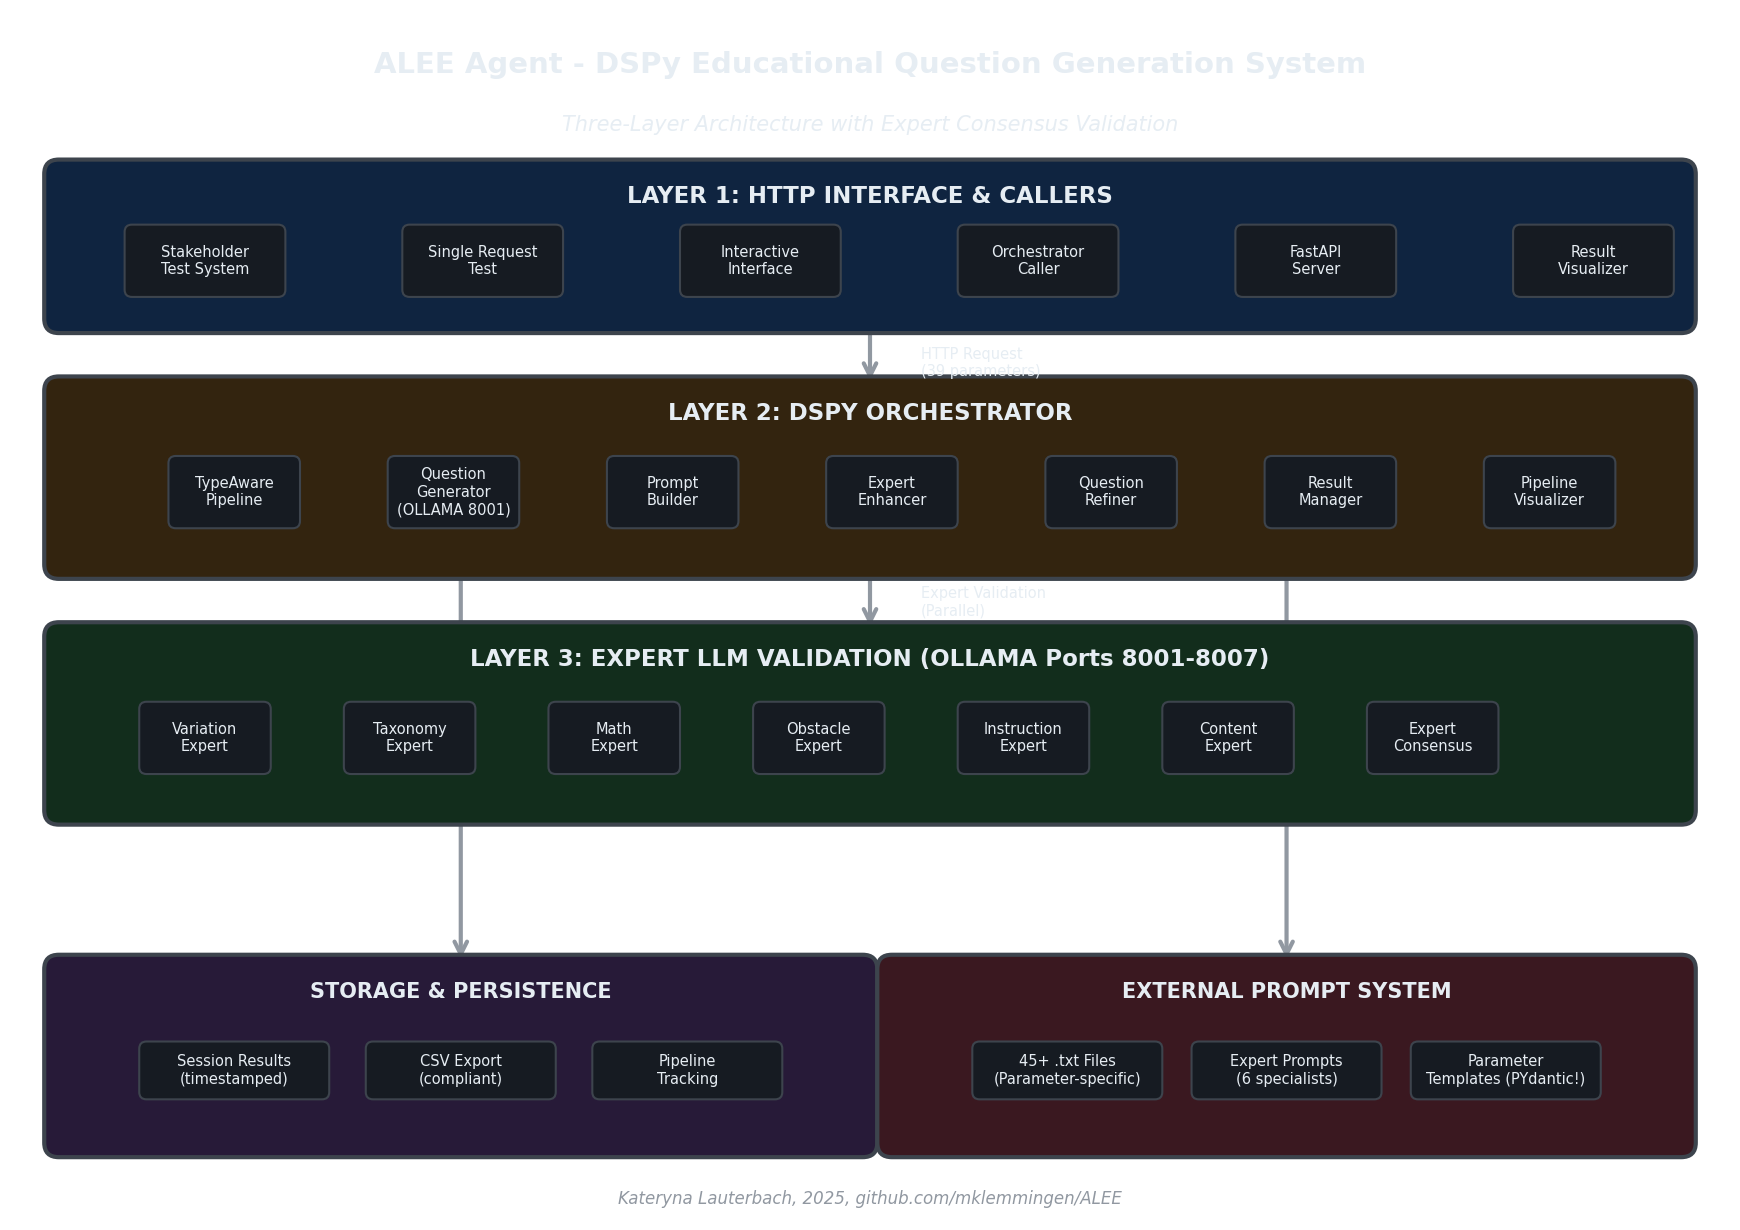 ALEE Agent - DSPy Educational Question Generation System
Three-Layer Architecture with Expert Consensus Validation
LAYER 1: HTTP INTERFACE & CALLERS
Stakeholder
Test System
Single Request
Test
Interactive
Interface
Orchestrator
Caller
FastAPI
Server
Result
Visualizer
HTTP Request
(39 parameters)
LAYER 2: DSPY ORCHESTRATOR
TypeAware
Pipeline
Question
Generator
(OLLAMA 8001)
Prompt
Builder
Expert
Enhancer
Question
Refiner
Result
Manager
Pipeline
Visualizer
Expert Validation
(Parallel)
LAYER 3: EXPERT LLM VALIDATION (OLLAMA Ports 8001-8007)
Variation
Expert
Taxonomy
Expert
Math
Expert
Obstacle
Expert
Instruction
Expert
Content
Expert
Expert
Consensus
STORAGE & PERSISTENCE
Session Results
(timestamped)
CSV Export
(compliant)
Pipeline
Tracking
EXTERNAL PROMPT SYSTEM
45+ .txt Files
(Parameter-specific)
Expert Prompts
(6 specialists)
Parameter
Templates (PYdantic!)
Kateryna Lauterbach, 2025, github.com/mklemmingen/ALEE